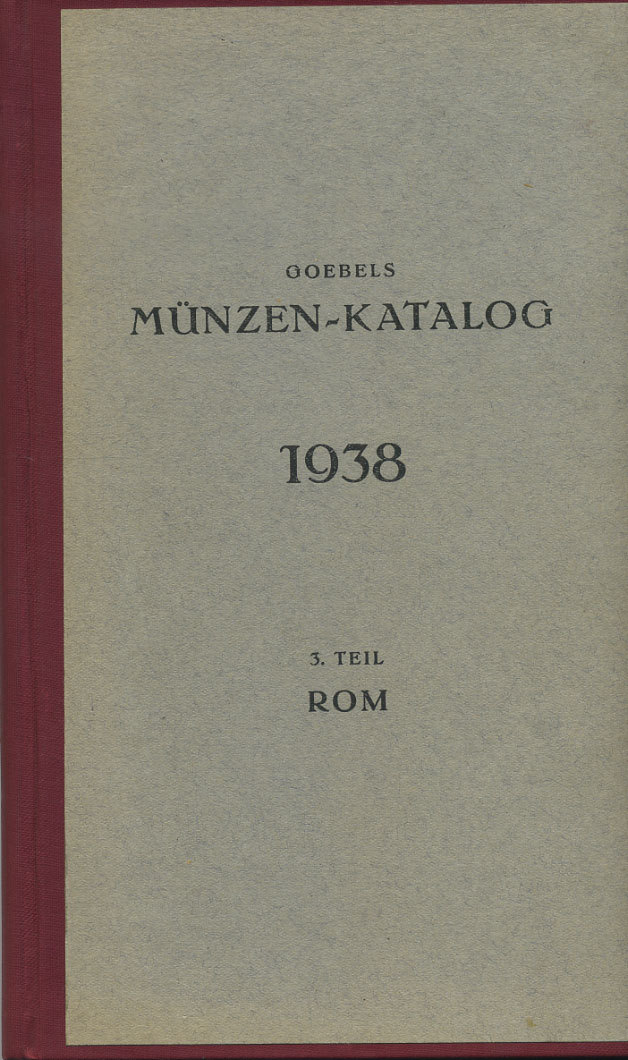 GOEBELS
MÜNZEN-KATALOG
1938
3. TEIL
ROM